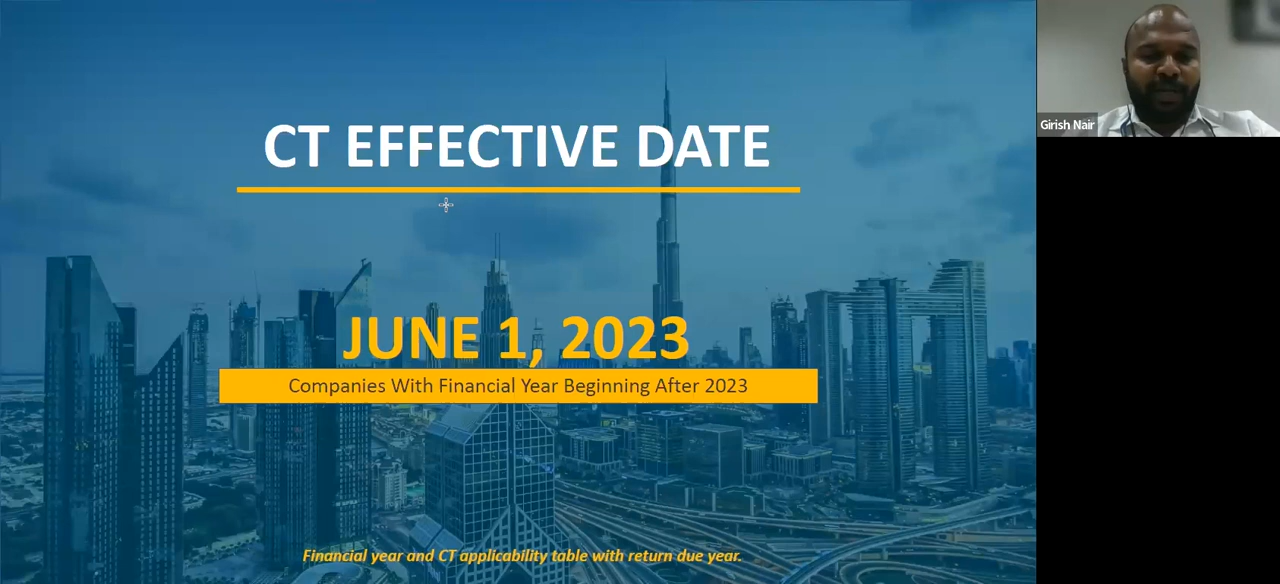 CT EFFECTIVE DATE
JUNE 1, 2023
Companies With Financial Year Beginning After 2023
Financial year and CT applicability table with return due year.
Girish Nair